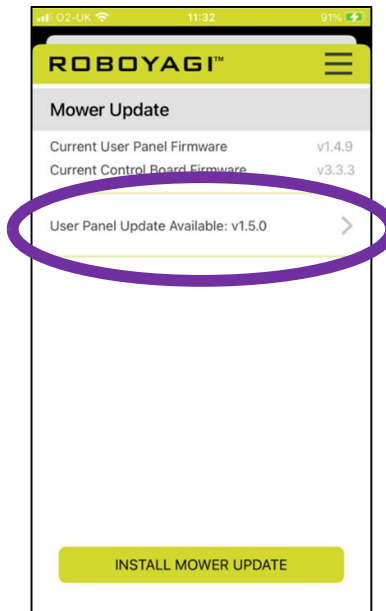 O2-UK 11:32 91%
ROBOYAGI™
Mower Update
Current User Panel Firmware v1.4.9
Current Control Board Firmware v3.3.3
User Panel Update Available: v1.5.0
INSTALL MOWER UPDATE